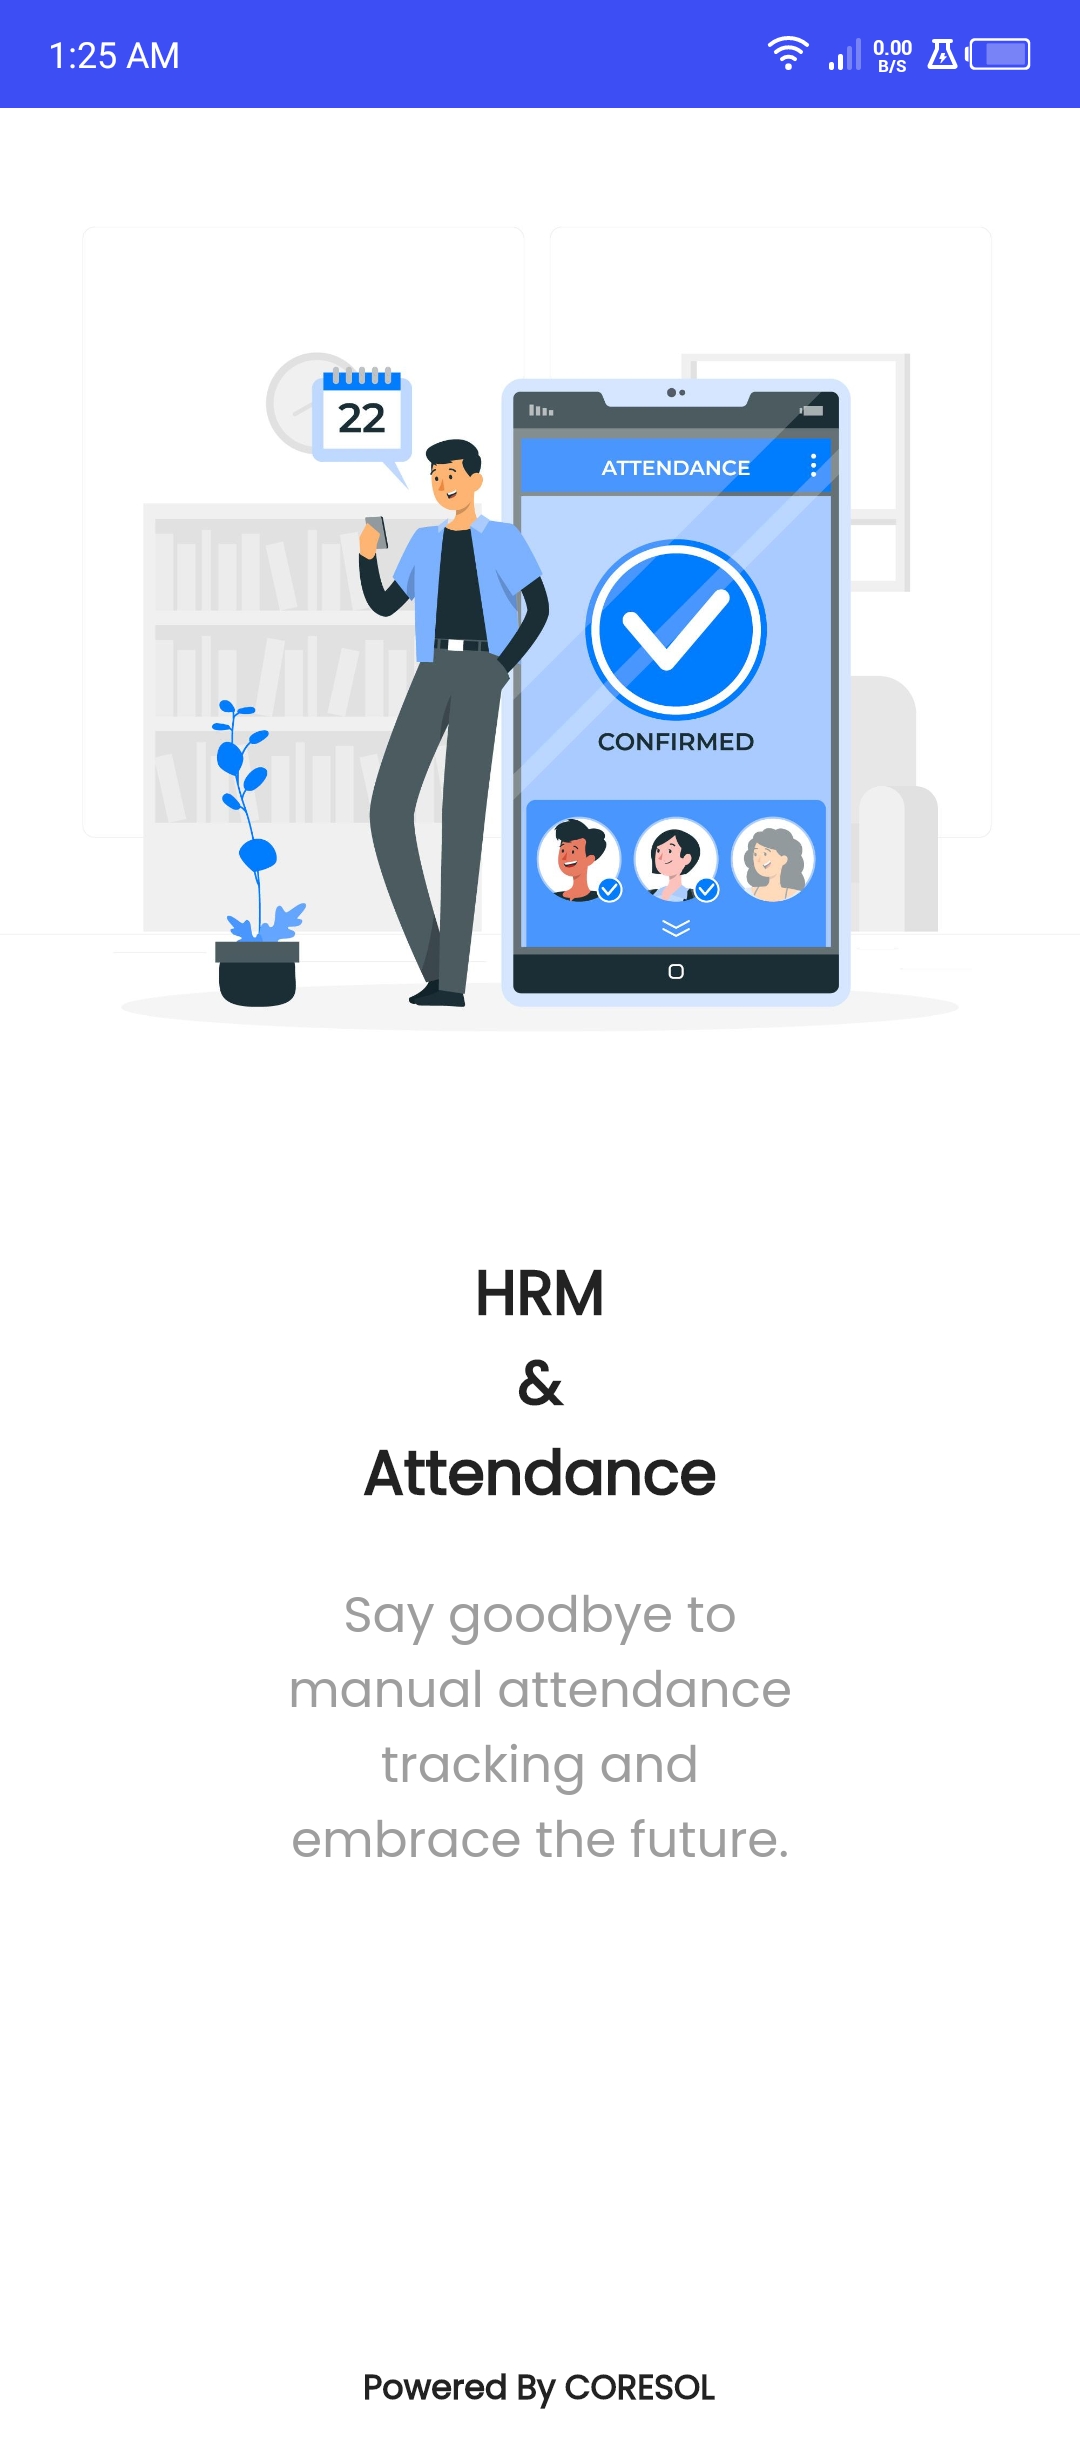 1:25 AM
0.00
B/S
22
ATTENDANCE
CONFIRMED
HRM
&
Attendance
Say goodbye to
manual attendance
tracking and
embrace the future.
Powered By CORESOL